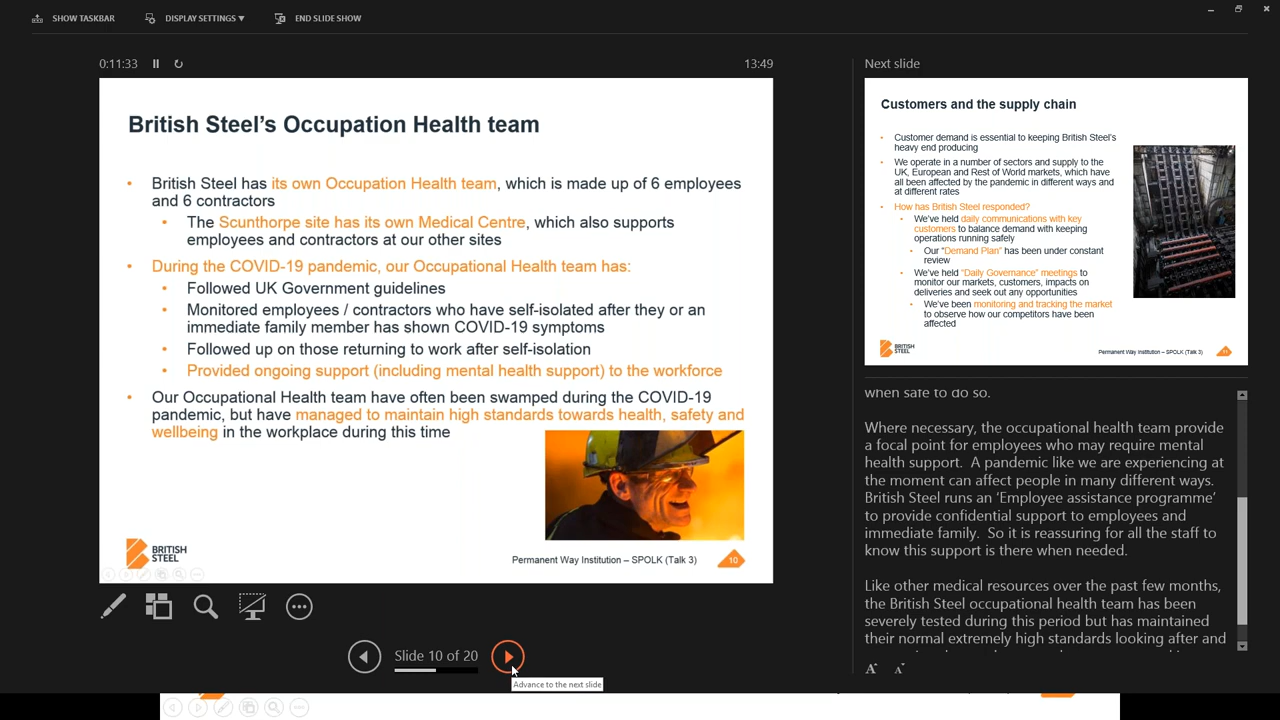 SHOW TASKBAR
DISPLAY SETTINGS ▼
END SLIDE SHOW
0:11:33
13:49
British Steel's Occupation Health team
• British Steel has its own Occupation Health team, which is made up of 6 employees
and 6 contractors
• The Scunthorpe site has its own Medical Centre, which also supports
employees and contractors at our other sites
• During the COVID-19 pandemic, our Occupational Health team has:
• Followed UK Government guidelines
• Monitored employees / contractors who have self-isolated after they or an
immediate family member has shown COVID-19 symptoms
• Followed up on those returning to work after self-isolation
• Provided ongoing support (including mental health support) to the workforce
• Our Occupational Health team have often been swamped during the COVID-19
pandemic, but have managed to maintain high standards towards health, safety and
wellbeing in the workplace during this time
BRITISH
STEEL
Permanent Way Institution – SPOLK (Talk 3)
10
Slide 10 of 20
Advance to the next slide
Next slide
Customers and the supply chain
• Customer demand is essential to keeping British Steel's
heavy end producing
• We operate in a number of sectors and supply to the
UK, European and Rest of World markets, which have
all been affected by the pandemic in different ways and
at different rates
• How has British Steel responded?
• We've held daily communications with key
customers to balance demand with keeping
operations running safely
• Our "Demand Plan" has been under constant
review
• We've held "Daily Governance" meetings to
monitor our markets, customers, impacts on
deliveries and seek out any opportunities
• We've been monitoring and tracking the market
to observe how our competitors have been
affected
BRITISH
STEEL
Permanent Way Institution – SPOLK (Talk 3)
11
when safe to do so.
Where necessary, the occupational health team provide
a focal point for employees who may require mental
health support. A pandemic like we are experiencing at
the moment can affect people in many different ways.
British Steel runs an 'Employee assistance programme'
to provide confidential support to employees and
immediate family. So it is reassuring for all the staff to
know this support is there when needed.
Like other medical resources over the past few months,
the British Steel occupational health team has been
severely tested during this period but has maintained
their normal extremely high standards looking after and
A A